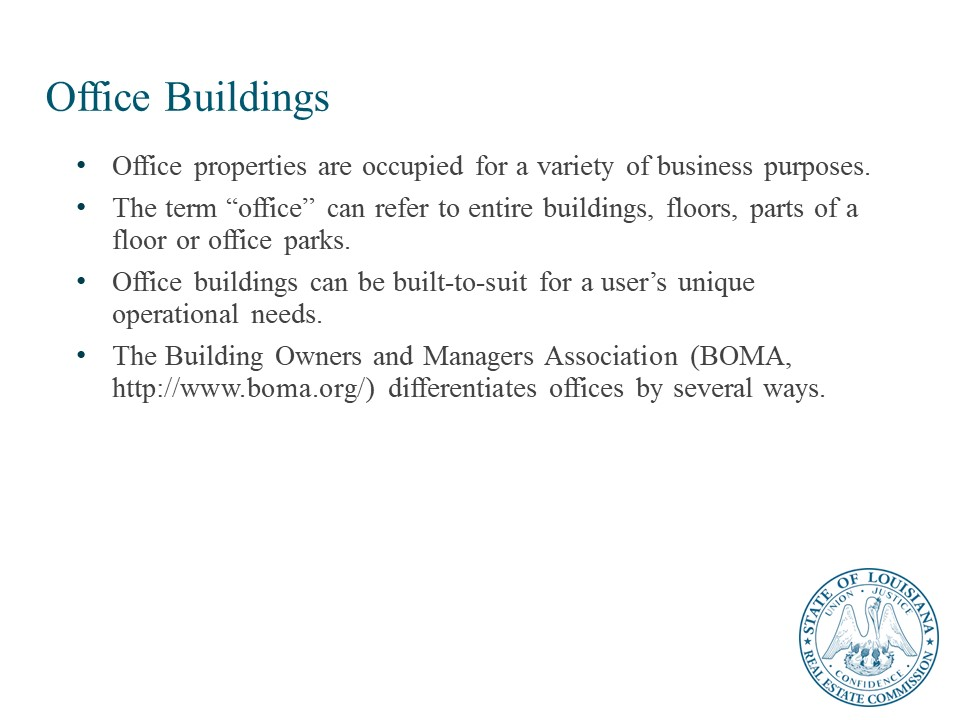 Office Buildings
• Office properties are occupied for a variety of business purposes.
• The term “office” can refer to entire buildings, floors, parts of a
floor or office parks.
• Office buildings can be built-to-suit for a user’s unique
operational needs.
• The Building Owners and Managers Association (BOMA,
http://www.boma.org/) differentiates offices by several ways.
STATE OF LOUISIANA
UNION · JUSTICE
· CONFIDENCE ·
REAL ESTATE COMMISSION